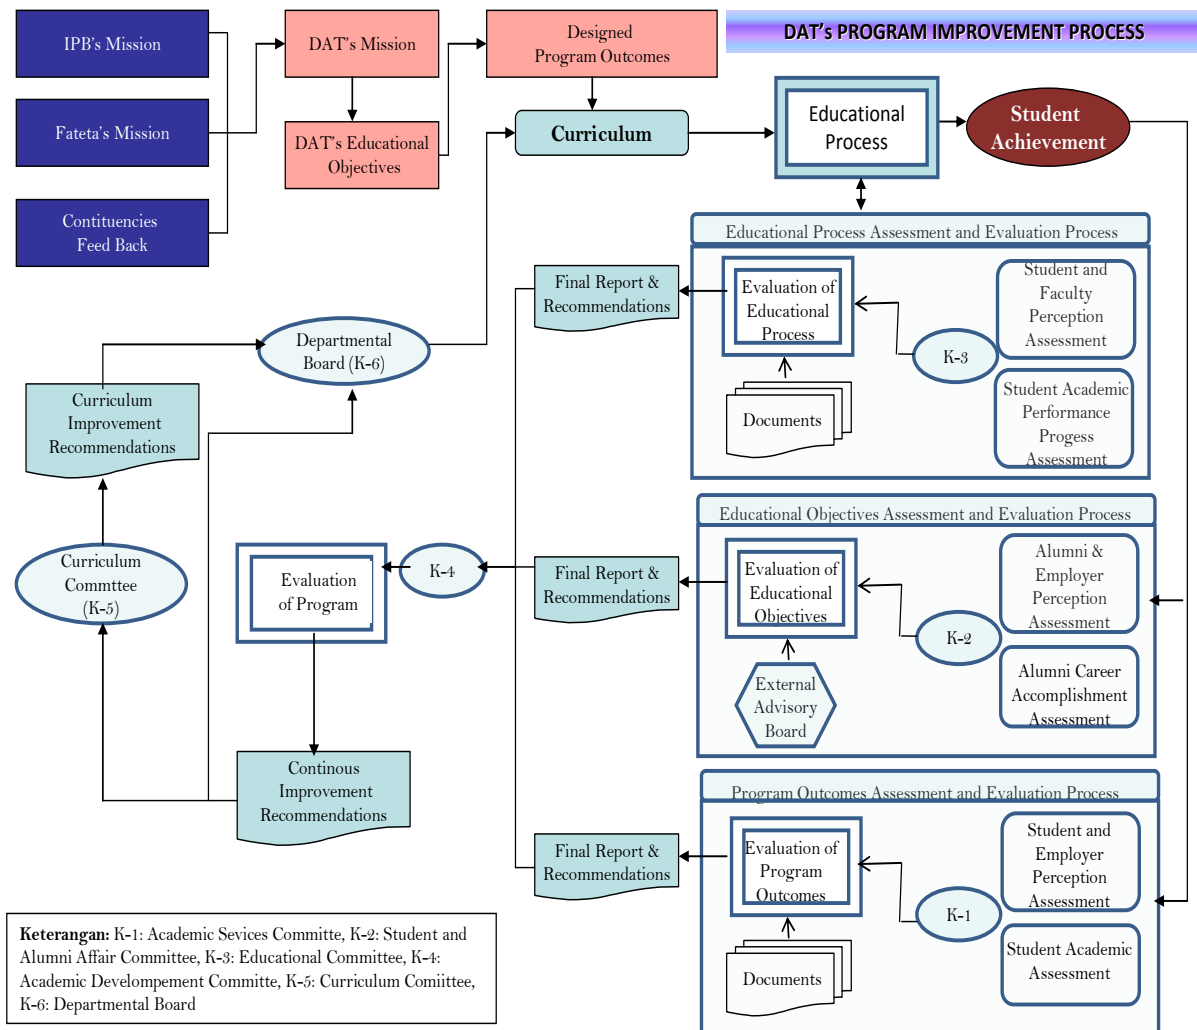 DAT's PROGRAM IMPROVEMENT PROCESS
IPB's Mission
Fateta's Mission
Contituencies
Feed Back
DAT's Mission
DAT's Educational
Objectives
Designed
Program Outcomes
Curriculum
Educational
Process
Student
Achievement
Educational Process Assessment and Evaluation Process
Final Report &
Recommendations
Evaluation of
Educational
Process
Documents
K-3
Student and
Faculty
Perception
Assessment
Student Academic
Performance
Progess
Assessment
Departmental
Board (K-6)
Curriculum
Improvement
Recommendations
Curriculum
Committee
(K-5)
Evaluation
of Program
K-4
Continous
Improvement
Recommendations
Educational Objectives Assessment and Evaluation Process
Final Report &
Recommendations
Evaluation of
Educational
Objectives
External
Advisory
Board
K-2
Alumni &
Employer
Perception
Assessment
Alumni Career
Accomplishment
Assessment
Program Outcomes Assessment and Evaluation Process
Final Report &
Recommendations
Evaluation of
Program
Outcomes
Documents
K-1
Student and
Employer
Perception
Assessment
Student Academic
Assessment
Keterangan: K-1: Academic Sevices Committe, K-2: Student and
Alumni Affair Committee, K-3: Educational Committee, K-4:
Academic Develompement Committe, K-5: Curriculum Comiittee,
K-6: Departmental Board